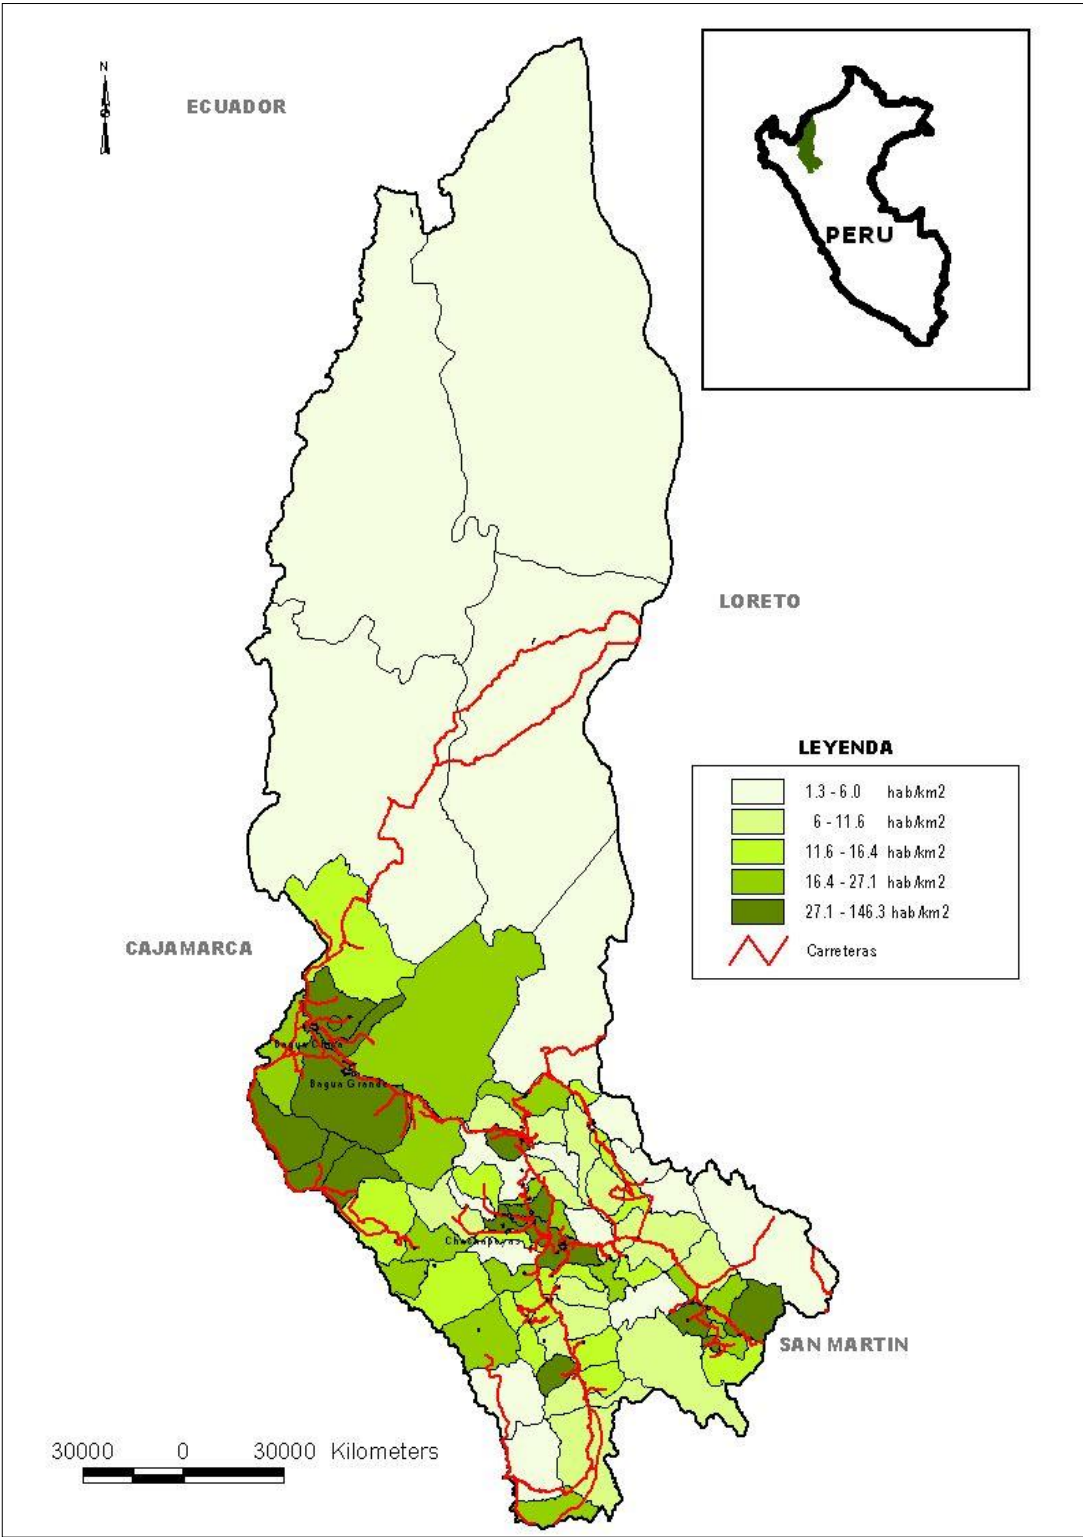 N
ECUADOR
PERU
LORETO
LEYENDA
1.3 - 6.0 hab/km2
6 - 11.6 hab/km2
11.6 - 16.4 hab/km2
16.4 - 27.1 hab/km2
27.1 - 146.3 hab/km2
Carreteras
CAJAMARCA
Bagua Chica
Bagua Grande
Chachapoyas
SAN MARTIN
30000 0 30000 Kilometers